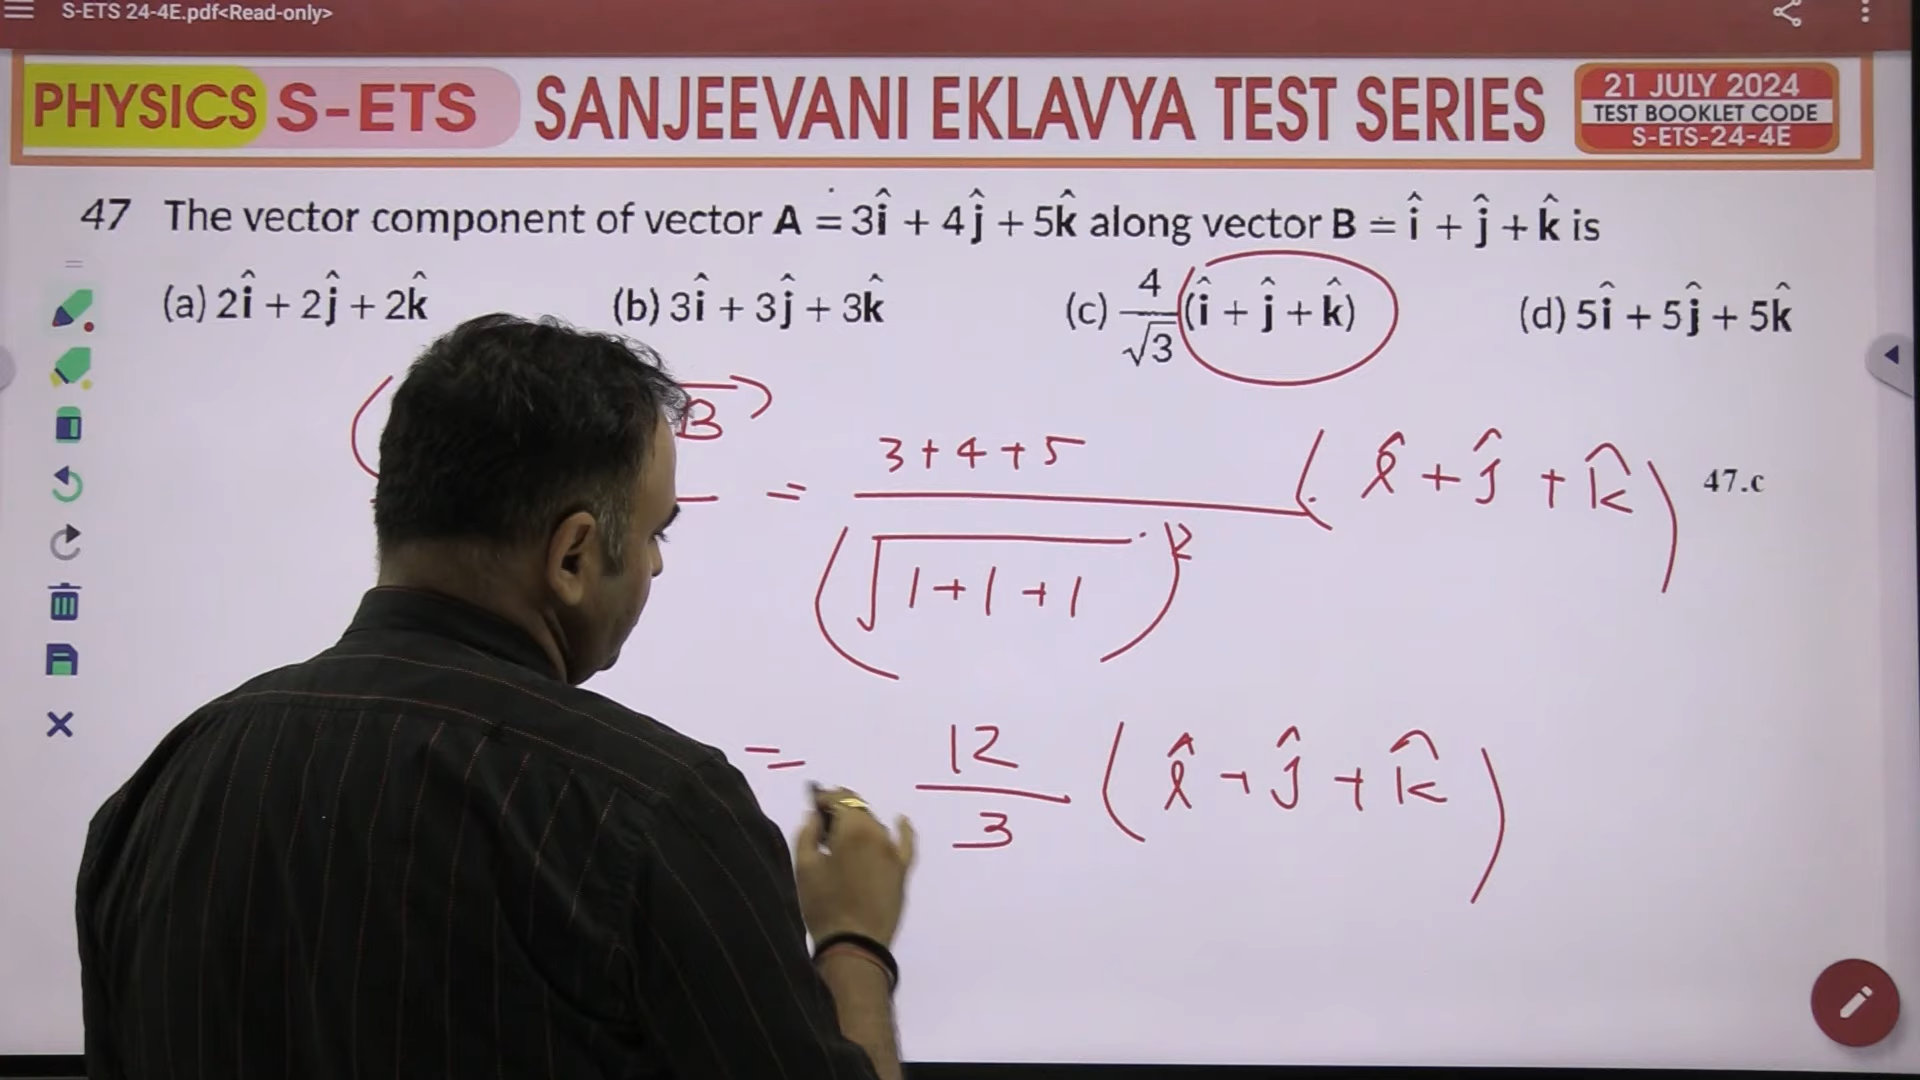 S-ETS 24-4E.pdf<Read-only>
PHYSICS S-ETS SANJEEVANI EKLAVYA TEST SERIES
21 JULY 2024
TEST BOOKLET CODE
S-ETS-24-4E
47 The vector component of vector A = 3î + 4ĵ + 5k̂ along vector B = î + ĵ + k̂ is
(a) 2î + 2ĵ + 2k̂ (b) 3î + 3ĵ + 3k̂ (c) 4/√3 (î + ĵ + k̂) (d) 5î + 5ĵ + 5k̂
B) = (3+4+5)/(√(1+1+1))² (î + ĵ + k̂) 47.c
= 12/3 (î + ĵ + k̂)